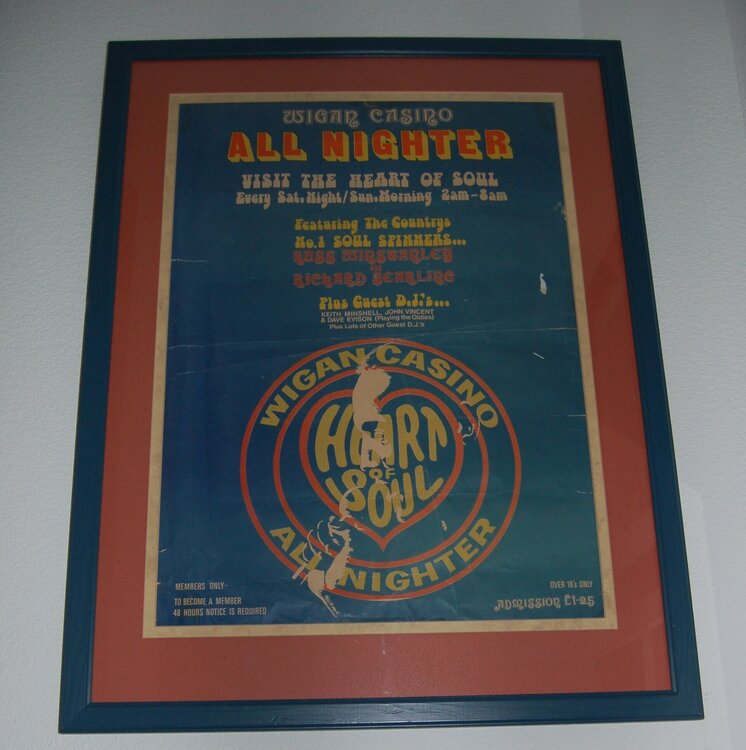 WIGAN CASINO
ALL NIGHTER
VISIT THE HEART OF SOUL
Every Sat. Night/Sun. Morning 2am-8am
Featuring The Countrys
No.1 SOUL SPINNERS...
RUSS WINSTANLEY
RICHARD SEARLING
Plus Guest D.J.'s...
KEITH MINSHELL, JOHN VINCENT
& DAVE EVISON (Playing the Oldies)
Plus Lots of Other Guest D.J.'s
WIGAN CASINO
HEART
OF
SOUL
ALL NIGHTER
MEMBERS ONLY-
TO BECOME A MEMBER
48 HOURS NOTICE IS REQUIRED
OVER 18's ONLY
ADMISSION £1·25